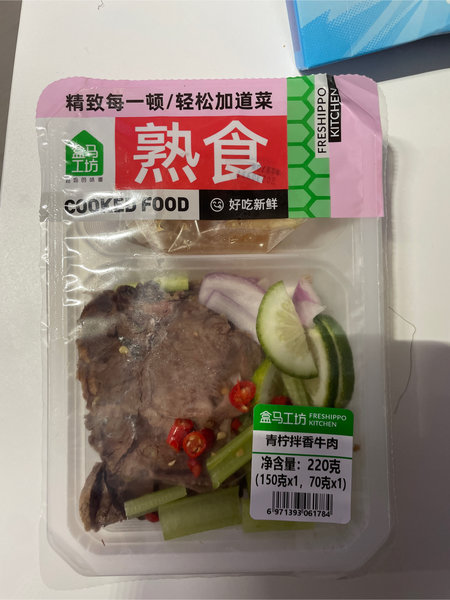 精致每一顿/轻松加道菜
盒马
工坊
熟食
FRESHIPPO
KITCHEN
COOKED FOOD
好吃新鲜
盒马工坊 FRESHIPPO
KITCHEN
青柠拌香牛肉
净含量：220克
(150克x1，70克x1)
6 971393 061784